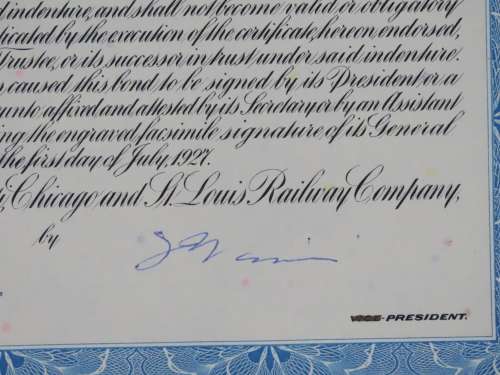 indenture, and shall not become valid or obligatory
dicated by the execution of the certificate, hereon endorsed,
Trustee, or its successor in trust under said indenture.
caused this bond to be signed by its President or a
unto affixed and attested by its Secretary or by an Assistant
ing the engraved facsimile signature of its General
the first day of July, 1927.
Chicago and St. Louis Railway Company,
by
VICE-PRESIDENT.